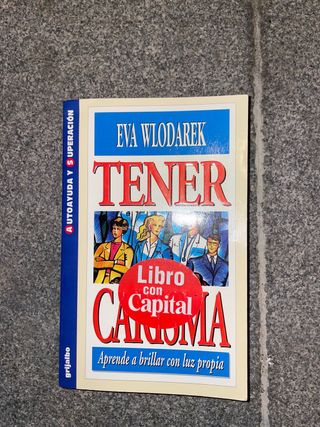 AUTOAYUDA Y SUPERACIÓN
EVA WLODAREK
TENER
Libro
con
Capital
CARISMA
Aprende a brillar con luz propia
grijalbo